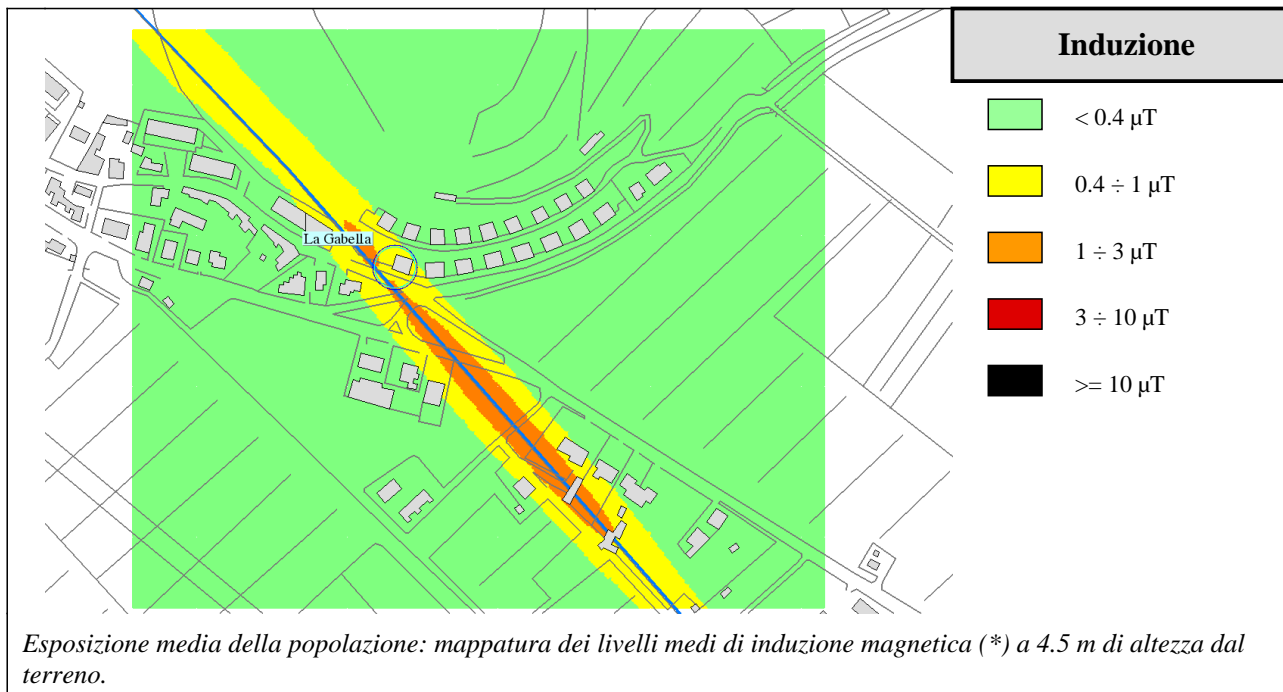 Induzione
< 0.4 µT
0.4 ÷ 1 µT
1 ÷ 3 µT
3 ÷ 10 µT
>= 10 µT
La Gabella
Esposizione media della popolazione: mappatura dei livelli medi di induzione magnetica (*) a 4.5 m di altezza dal
terreno.